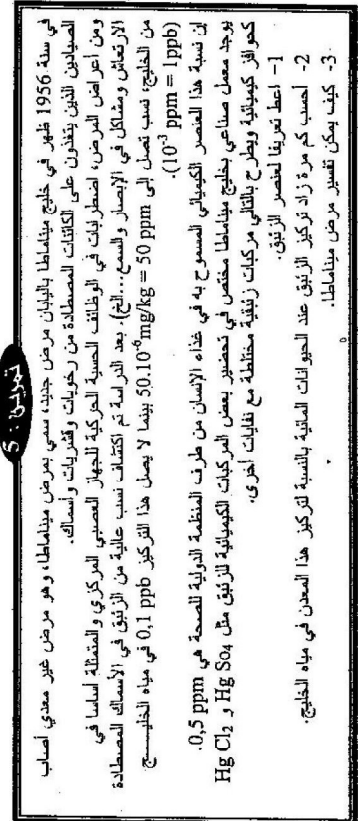 تمرين : 5
في سنة 1956 ظهر في خليج ميناماطا باليابان مرض جديد، سمي بمرض ميناماطا، وهو مرض غير معدي أصاب
الصيادين الذين يتغذون على الكائنات المصطادة من رخويات وقشريات وأسماك.
ومن أعراض المرض، اضطرابات في الوظائف الحسية الحركية للجهاز العصبي المركزي والمتمثلة أساسا في
الارتعاش ومشاكل في الإبصار والسمع...الخ). بعد الدراسة تم اكتشاف نسب عالية من الزئبق في الأسماك المصطادة
من الخليج، نسب تصل إلى 50.10⁻⁶mg/kg = 50 ppm بينما لا يصل هذا التركيز 0,1 ppb في مياه الخليـــج
(10⁻³ ppm = 1ppb).
إن نسبة هذا العنصر الكيميائي المسموح به في غذاء الإنسان من طرف المنظمة الدولية للصحة هي 0,5 ppm.
يوجد معمل صناعي بخليج ميناماطا مختص في تحضير بعض المركبات الكيميائية للزئبق مثل Hg So₄ و Hg Cl₂
كحوافز كيميائية ويطرح بالتالي مركبات زئبقية مختلطة مع نفايات أخرى.
1- اعط تعريفا لعنصر الزئبق.
2- احسب كم مرة زاد تركيز الزئبق عند الحيوانات المائية بالنسبة لتركيز هذا المعدن في مياه الخليج.
3- كيف يمكن تفسير مرض ميناماطا.